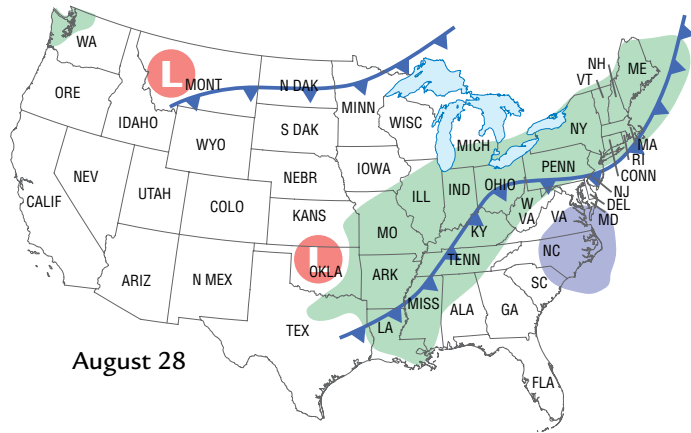 WA
L
MONT
N DAK
MINN
ORE
IDAHO
WYO
S DAK
WISC
MICH
NH
VT
ME
NY
MA
RI
CONN
NJ
DEL
MD
PENN
IOWA
NEBR
NEV
UTAH
COLO
CALIF
KANS
ILL
IND
OHIO
W
VA
VA
MO
KY
NC
TENN
L
OKLA
ARK
SC
ARIZ
N MEX
MISS
ALA
GA
TEX
LA
FLA
August 28